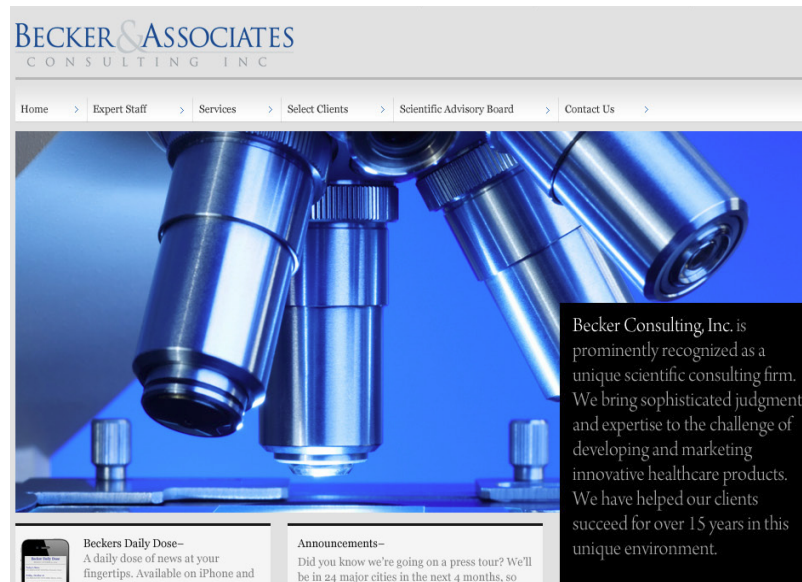 BECKER & ASSOCIATES
CONSULTING INC
Home > Expert Staff > Services > Select Clients > Scientific Advisory Board > Contact Us >
Becker Consulting, Inc. is
prominently recognized as a
unique scientific consulting firm.
We bring sophisticated judgment
and expertise to the challenge of
developing and marketing
innovative healthcare products.
We have helped our clients
succeed for over 15 years in this
unique environment.
Beckers Daily Dose–
A daily dose of news at your
fingertips. Available on iPhone and
Announcements–
Did you know we're going on a press tour? We'll
be in 24 major cities in the next 4 months, so